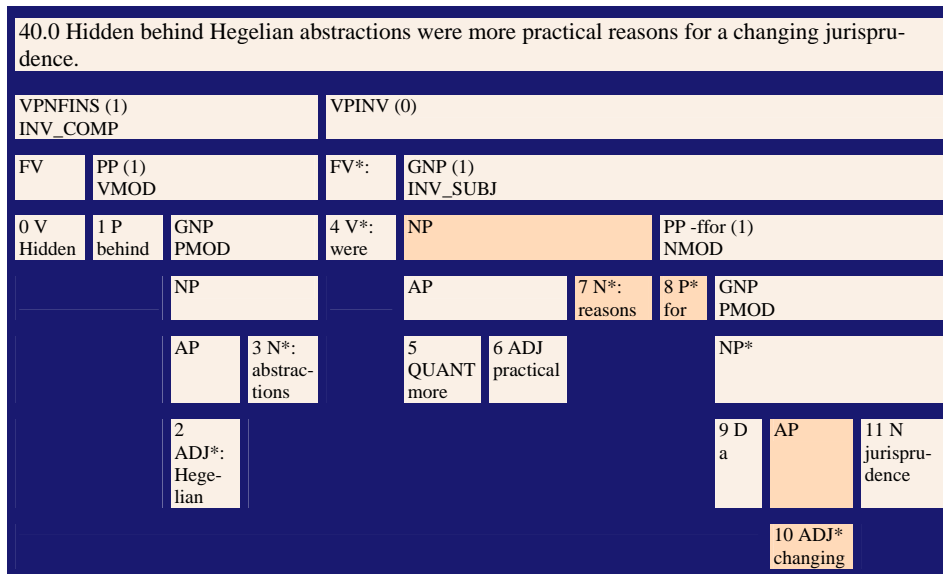 40.0 Hidden behind Hegelian abstractions were more practical reasons for a changing jurispru-
dence.
VPNFINS (1)
INV_COMP
VPINV (0)
FV
PP (1)
VMOD
FV*:
GNP (1)
INV_SUBJ
0 V
Hidden
1 P
behind
GNP
PMOD
4 V*:
were
NP
PP -ffor (1)
NMOD
NP
AP
7 N*:
reasons
8 P*
for
GNP
PMOD
AP
3 N*:
abstrac-
tions
5
QUANT
more
6 ADJ
practical
NP*
2
ADJ*:
Hege-
lian
9 D
a
AP
11 N
jurispru-
dence
10 ADJ*
changing